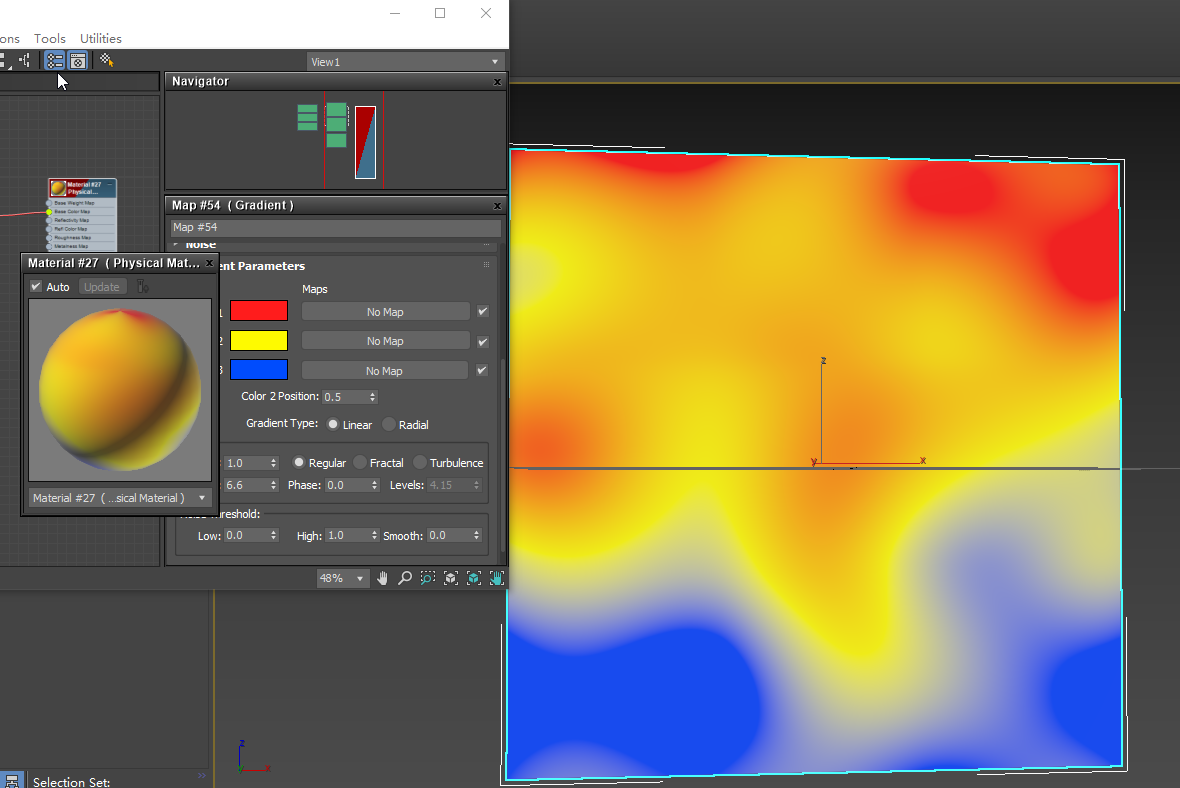 ons Tools Utilities
View1
Navigator
Material #27
Physical...
Base Weight Map
Base Color Map
Reflectivity Map
Refl Color Map
Roughness Map
Metalness Map
Map #54 ( Gradient )
Map #54
Noise
ent Parameters
Maps
1 No Map
2 No Map
3 No Map
Color 2 Position: 0.5
Gradient Type: Linear Radial
: 1.0 Regular Fractal Turbulence
: 6.6 Phase: 0.0 Levels: 4.15
Threshold:
Low: 0.0 High: 1.0 Smooth: 0.0
48%
Material #27 ( Physical Mat... x
Auto Update
Material #27 ( ...sical Material )
z
y x
z
x
Selection Set: